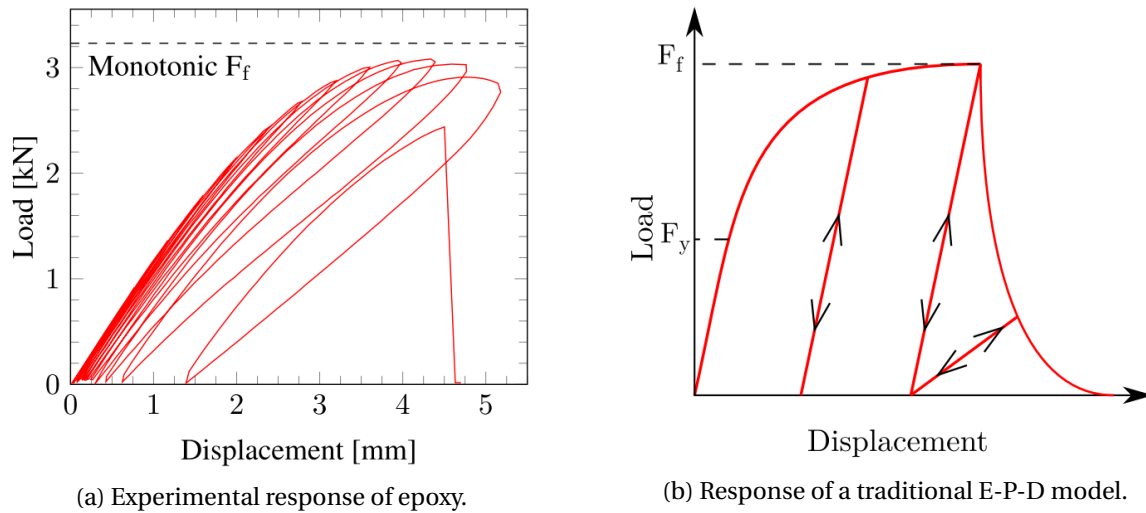 3
2
1
0
Load [kN]
Monotonic F_f
0
1
2
3
4
5
Displacement [mm]
(a) Experimental response of epoxy.
F_f
F_y
Load
Displacement
(b) Response of a traditional E-P-D model.